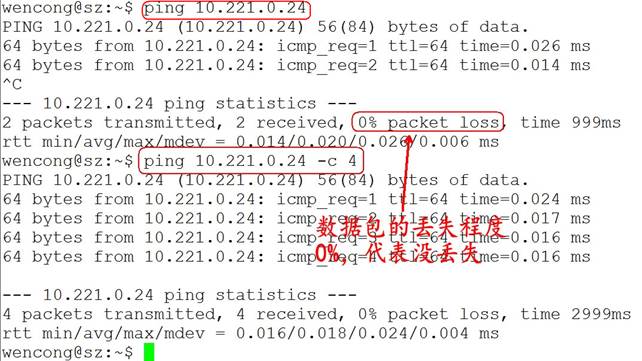 wencong@sz:~$ ping 10.221.0.24
PING 10.221.0.24 (10.221.0.24) 56(84) bytes of data.
64 bytes from 10.221.0.24: icmp_req=1 ttl=64 time=0.026 ms
64 bytes from 10.221.0.24: icmp_req=2 ttl=64 time=0.014 ms
^C
--- 10.221.0.24 ping statistics ---
2 packets transmitted, 2 received, 0% packet loss, time 999ms
rtt min/avg/max/mdev = 0.014/0.020/0.026/0.006 ms
wencong@sz:~$ ping 10.221.0.24 -c 4
PING 10.221.0.24 (10.221.0.24) 56(84) bytes of data.
64 bytes from 10.221.0.24: icmp_req=1 ttl=64 time=0.024 ms
64 bytes from 10.221.0.24: icmp_req=2 ttl=64 time=0.017 ms
64 bytes from 10.221.0.24: icmp_req=3 ttl=64 time=0.016 ms
64 bytes from 10.221.0.24: icmp_req=4 ttl=64 time=0.016 ms
数据包的丢失程度
0%，代表没丢失
--- 10.221.0.24 ping statistics ---
4 packets transmitted, 4 received, 0% packet loss, time 2999ms
rtt min/avg/max/mdev = 0.016/0.018/0.024/0.004 ms
wencong@sz:~$